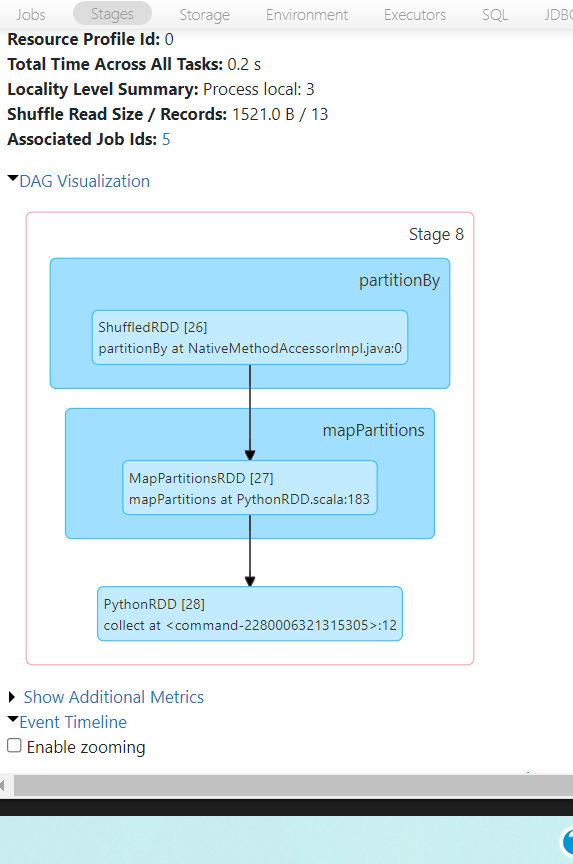 Jobs Stages Storage Environment Executors SQL JDBC
Resource Profile Id: 0
Total Time Across All Tasks: 0.2 s
Locality Level Summary: Process local: 3
Shuffle Read Size / Records: 1521.0 B / 13
Associated Job Ids: 5
DAG Visualization
Stage 8
partitionBy
ShuffledRDD [26]
partitionBy at NativeMethodAccessorImpl.java:0
mapPartitions
MapPartitionsRDD [27]
mapPartitions at PythonRDD.scala:183
PythonRDD [28]
collect at <command-2280006321315305>:12
Show Additional Metrics
Event Timeline
Enable zooming